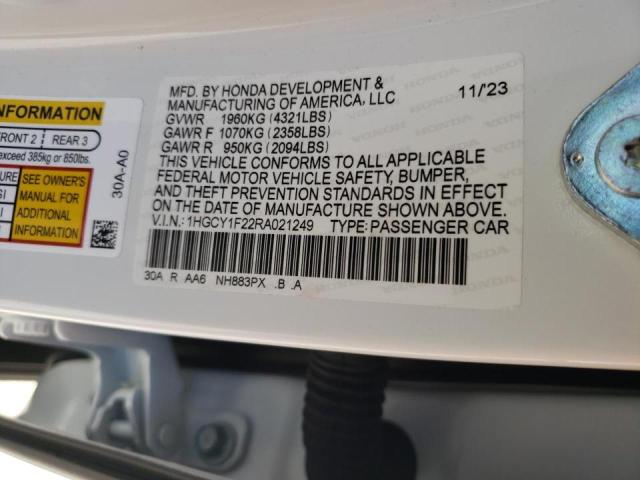 MFD. BY HONDA DEVELOPMENT &
MANUFACTURING OF AMERICA, LLC 11/'23
GVWR 1960KG (4321LBS)
GAWR F 1070KG (2358LBS)
GAWR R 950KG (2094LBS)
THIS VEHICLE CONFORMS TO ALL APPLICABLE
FEDERAL MOTOR VEHICLE SAFETY, BUMPER,
AND THEFT PREVENTION STANDARDS IN EFFECT
ON THE DATE OF MANUFACTURE SHOWN ABOVE.
V.I.N.: 1HGCY1F22RA021249 TYPE: PASSENGER CAR
30A R AA6 NH883PX .B .A
INFORMATION
FRONT 2 REAR 3
exceed 385kg or 850lbs.
SEE OWNER'S
MANUAL FOR
ADDITIONAL
INFORMATION
30A-A0